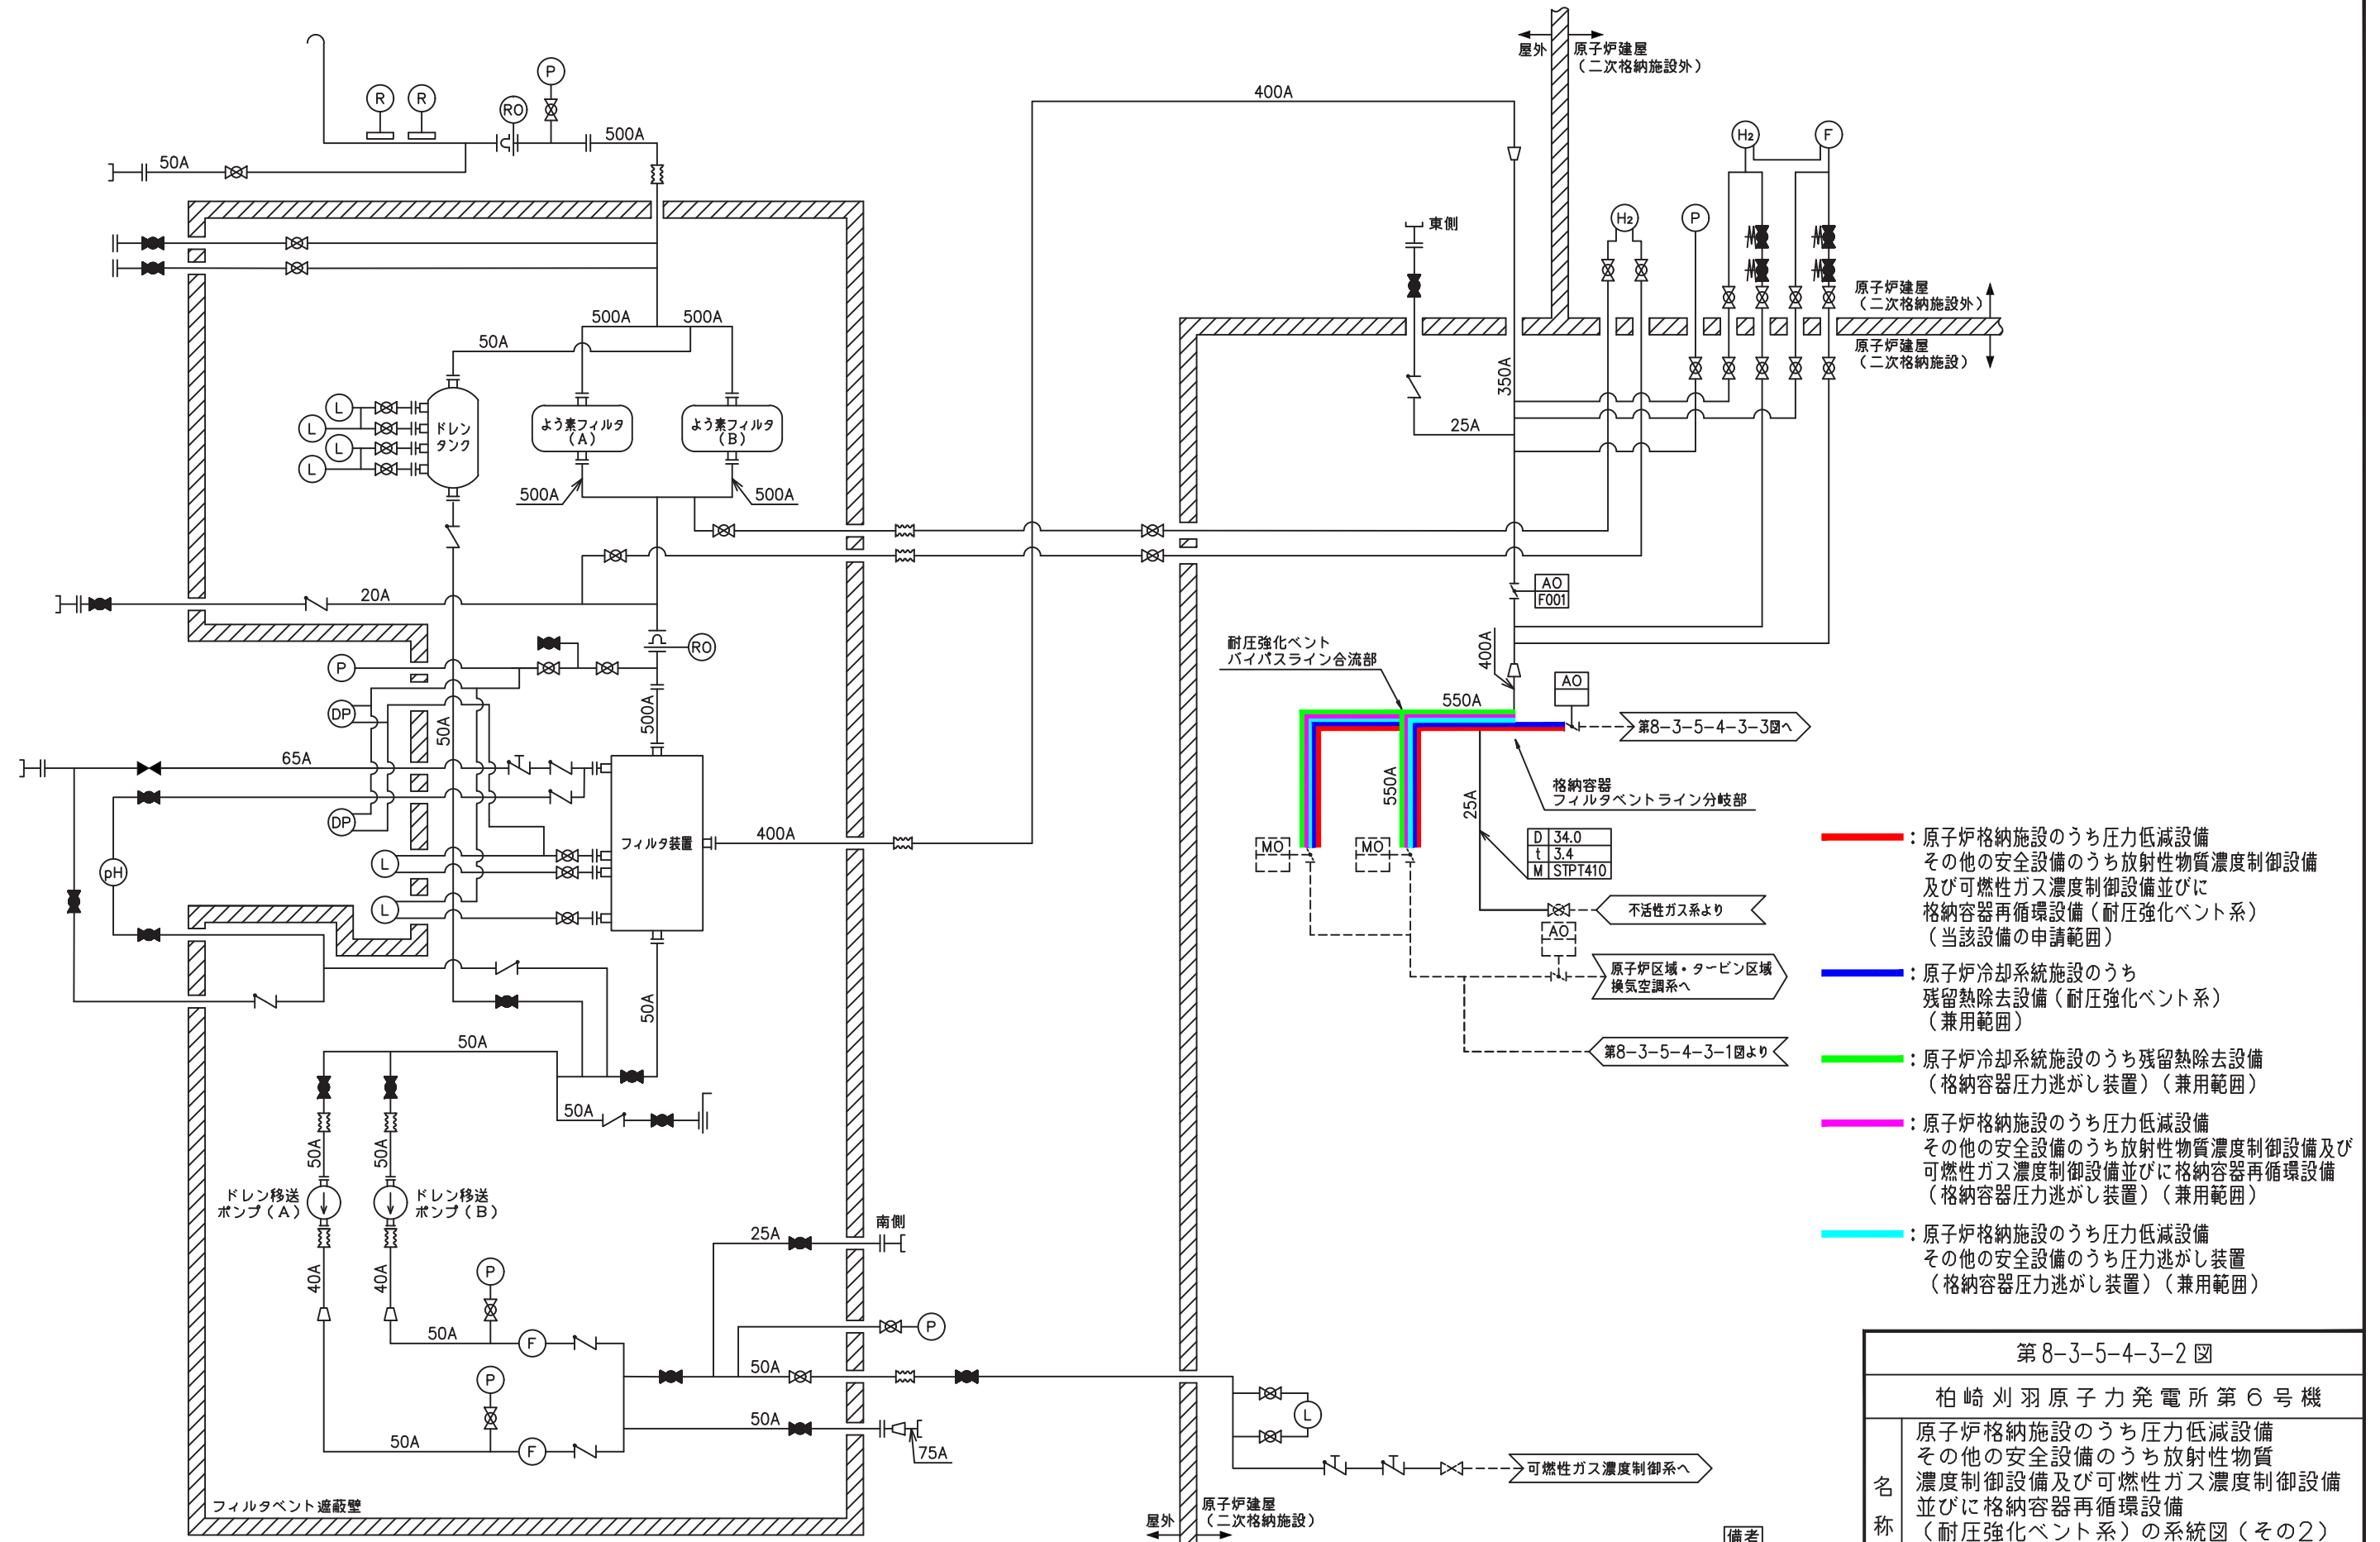 屋外
原子炉建屋
（二次格納施設外）
400A
P
R
R
RO
500A
50A
H2
F
H2
P
東側
原子炉建屋
（二次格納施設外）
原子炉建屋
（二次格納施設）
500A
500A
50A
350A
L
L
L
L
ドレン
タンク
よう素フィルタ
（A）
よう素フィルタ
（B）
25A
500A
500A
20A
AO
F001
RO
P
耐圧強化ベント
バイパスライン合流部
400A
AO
DP
500A
50A
550A
第8-3-5-4-3-3図へ
65A
550A
25A
格納容器
フィルタベントライン分岐部
DP
フィルタ装置
400A
MO
MO
D 34.0
t 3.4
M STPT410
L
pH
L
不活性ガス系より
AO
原子炉区域・タービン区域
換気空調系へ
50A
50A
第8-3-5-4-3-1図より
50A
50A
50A
ドレン移送
ポンプ（A）
ドレン移送
ポンプ（B）
40A
40A
P
25A
南側
P
50A
F
P
50A
L
50A
F
50A
75A
可燃性ガス濃度制御系へ
フィルタベント遮蔽壁
屋外
原子炉建屋
（二次格納施設）
：原子炉格納施設のうち圧力低減設備
その他の安全設備のうち放射性物質濃度制御設備
及び可燃性ガス濃度制御設備並びに
格納容器再循環設備（耐圧強化ベント系）
（当該設備の申請範囲）
：原子炉冷却系統施設のうち
残留熱除去設備（耐圧強化ベント系）
（兼用範囲）
：原子炉冷却系統施設のうち残留熱除去設備
（格納容器圧力逃がし装置）（兼用範囲）
：原子炉格納施設のうち圧力低減設備
その他の安全設備のうち放射性物質濃度制御設備及び
可燃性ガス濃度制御設備並びに格納容器再循環設備
（格納容器圧力逃がし装置）（兼用範囲）
：原子炉格納施設のうち圧力低減設備
その他の安全設備のうち圧力逃がし装置
（格納容器圧力逃がし装置）（兼用範囲）
第8-3-5-4-3-2図
柏崎刈羽原子力発電所第6号機
名称
原子炉格納施設のうち圧力低減設備
その他の安全設備のうち放射性物質
濃度制御設備及び可燃性ガス濃度制御設備
並びに格納容器再循環設備
（耐圧強化ベント系）の系統図（その2）
備考